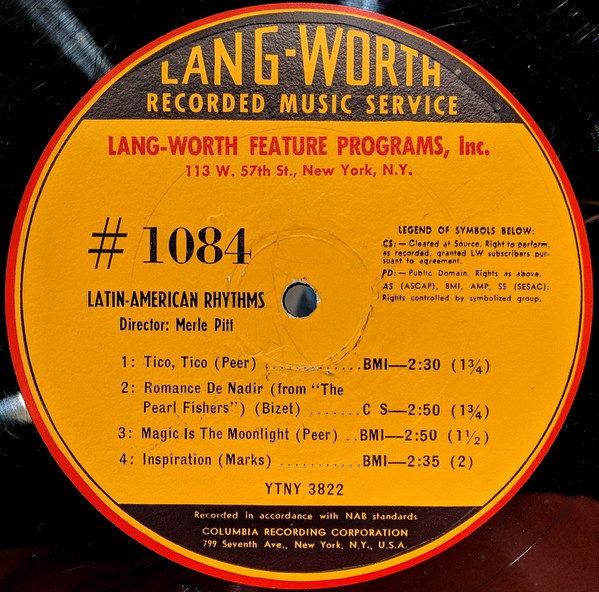 LANG-WORTH
RECORDED MUSIC SERVICE
LANG-WORTH FEATURE PROGRAMS, Inc.
113 W. 57th St., New York, N.Y.
# 1084
LEGEND OF SYMBOLS BELOW:
CS: — Cleared at Source. Right to perform,
as recorded, granted LW subscribers pur-
suant to agreement.
PD: — Public Domain. Rights as above.
AS (ASCAP), BMI, AMP, SS (SESAC):
Rights controlled by symbolized group.
LATIN-AMERICAN RHYTHMS
Director: Merle Pitt
1: Tico, Tico (Peer) ............BMI—2:30 (1¾)
2: Romance De Nadir (from "The
Pearl Fishers") (Bizet) .......C S—2:50 (1¾)
3: Magic Is The Moonlight (Peer) ..BMI—2:50 (1½)
4: Inspiration (Marks) ...........BMI—2:35 (2)
YTNY 3822
Recorded in accordance with NAB standards
COLUMBIA RECORDING CORPORATION
799 Seventh Ave., New York, N.Y., U.S.A